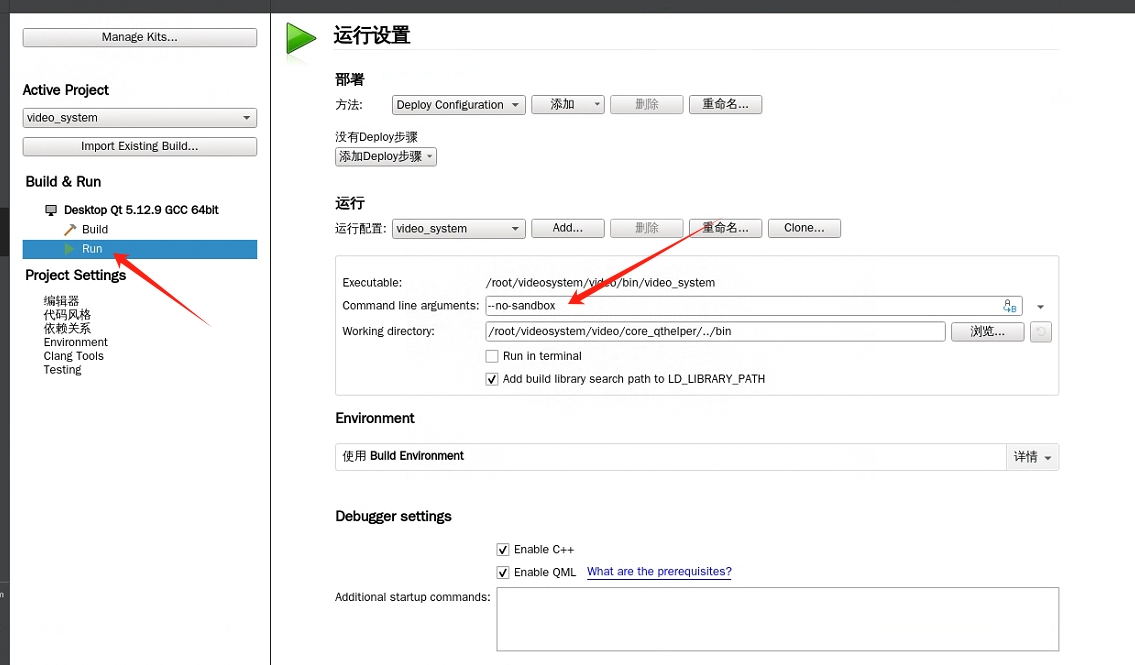 Manage Kits...
Active Project
video_system
Import Existing Build...
Build & Run
Desktop Qt 5.12.9 GCC 64bit
Build
Run
Project Settings
编辑器
代码风格
依赖关系
Environment
Clang Tools
Testing
运行设置
部署
方法: Deploy Configuration 添加 删除 重命名...
没有Deploy步骤
添加Deploy步骤
运行
运行配置: video_system Add... 删除 重命名... Clone...
Executable: /root/videosystem/video/bin/video_system
Command line arguments: --no-sandbox
Working directory: /root/videosystem/video/core_qthelper/../bin 浏览...
Run in terminal
Add build library search path to LD_LIBRARY_PATH
Environment
使用 Build Environment 详情
Debugger settings
Enable C++
Enable QML What are the prerequisites?
Additional startup commands: